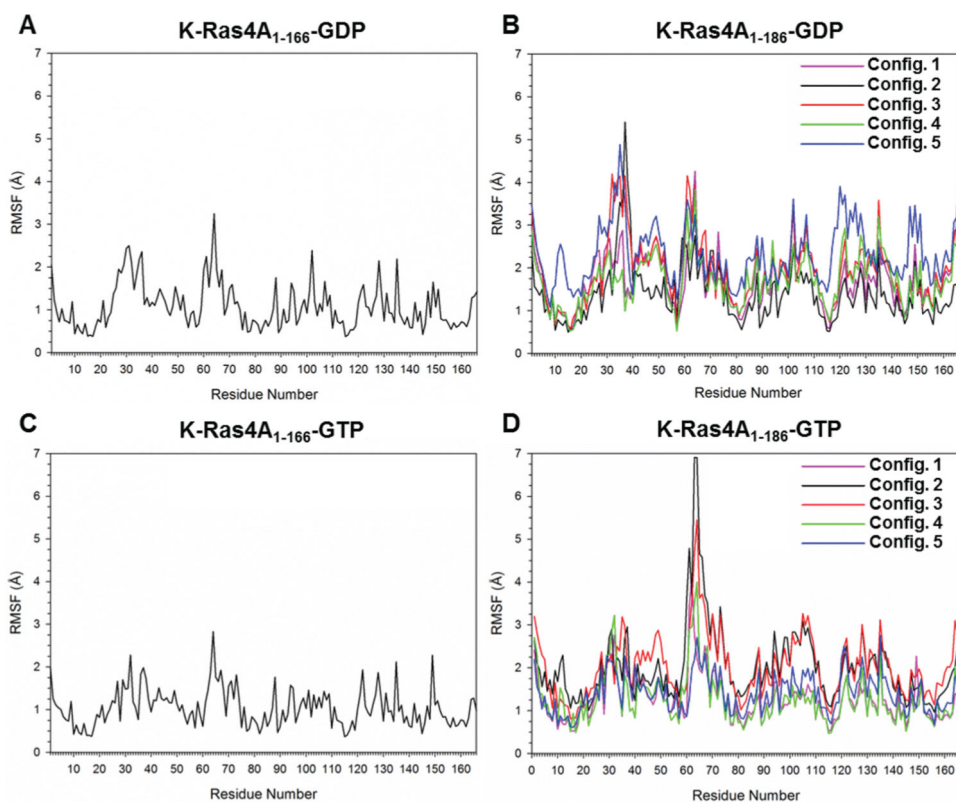 A
K-Ras4A1-166-GDP
7
6
5
4
3
2
1
0
RMSF (Å)
10 20 30 40 50 60 70 80 90 100 110 120 130 140 150 160
Residue Number
B
K-Ras4A1-186-GDP
Config. 1
Config. 2
Config. 3
Config. 4
Config. 5
7
6
5
4
3
2
1
0
RMSF (Å)
10 20 30 40 50 60 70 80 90 100 110 120 130 140 150 160
Residue Number
C
K-Ras4A1-166-GTP
7
6
5
4
3
2
1
0
RMSF (Å)
10 20 30 40 50 60 70 80 90 100 110 120 130 140 150 160
Residue Number
D
K-Ras4A1-186-GTP
Config. 1
Config. 2
Config. 3
Config. 4
Config. 5
7
6
5
4
3
2
1
0
RMSF (Å)
0 10 20 30 40 50 60 70 80 90 100 110 120 130 140 150 160
Residue Number